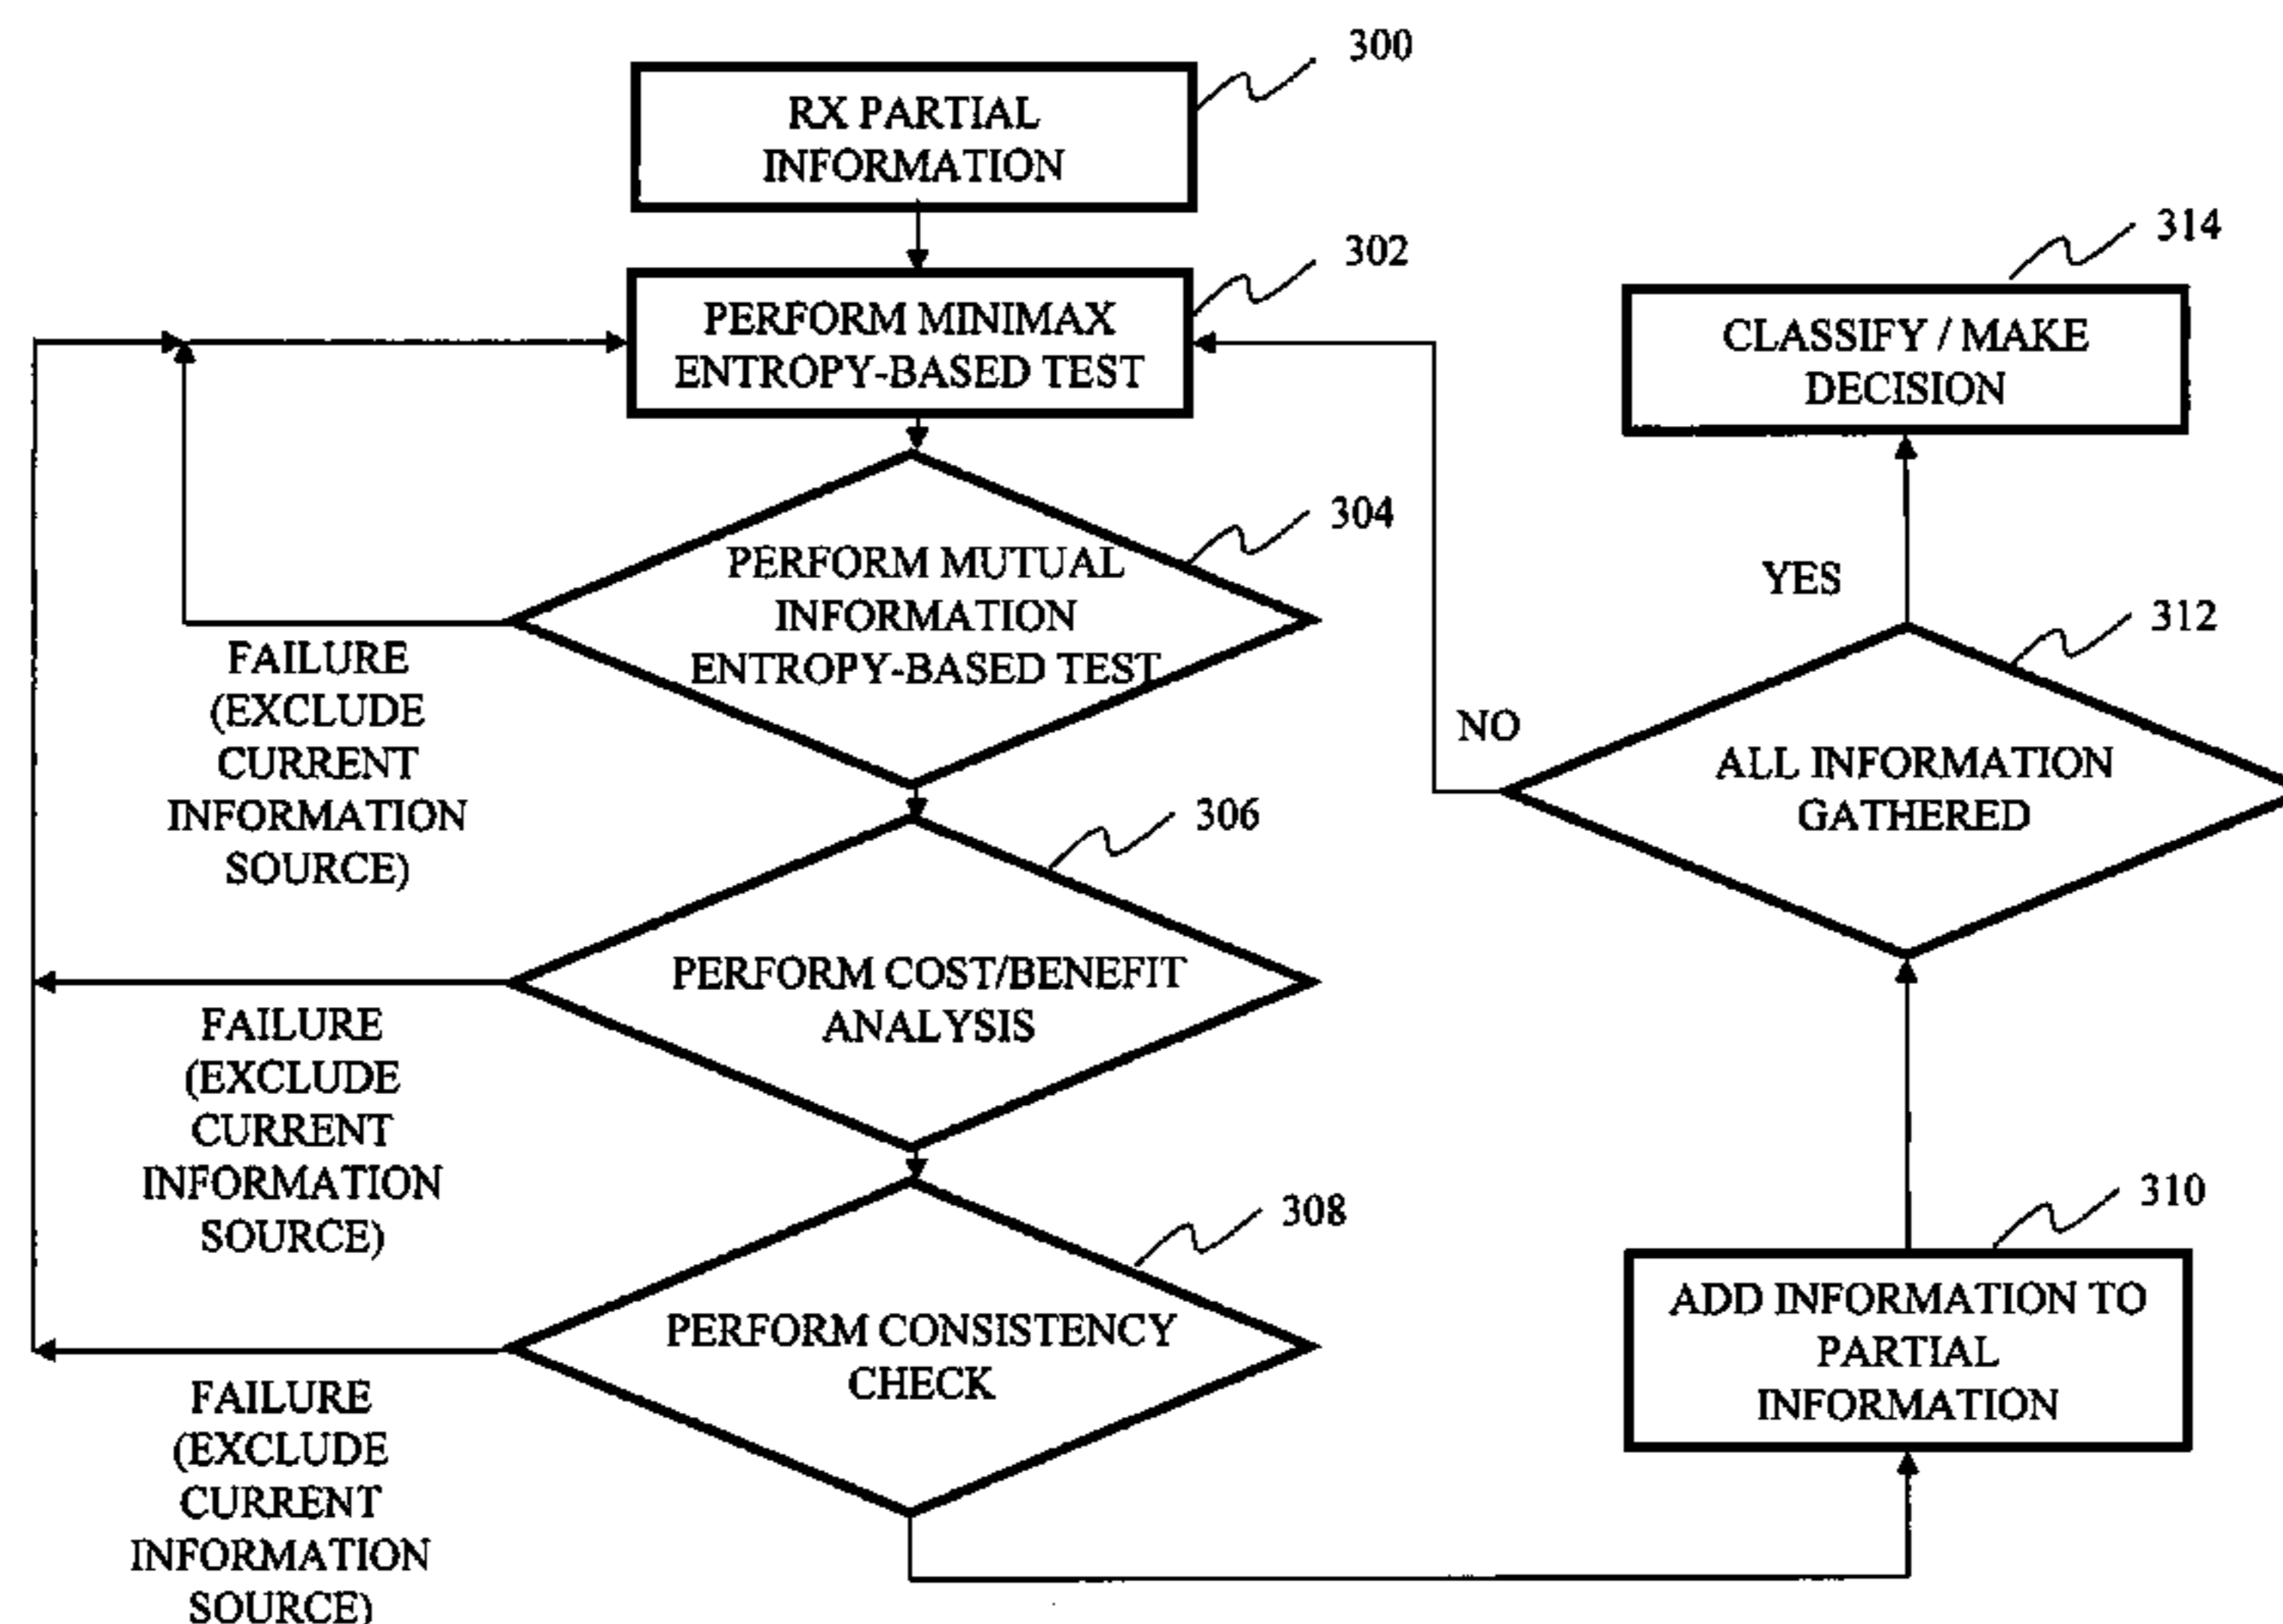 300
RX PARTIAL
INFORMATION
302
PERFORM MINIMAX
ENTROPY-BASED TEST
304
PERFORM MUTUAL
INFORMATION
ENTROPY-BASED TEST
FAILURE
(EXCLUDE
CURRENT
INFORMATION
SOURCE)
306
PERFORM COST/BENEFIT
ANALYSIS
FAILURE
(EXCLUDE
CURRENT
INFORMATION
SOURCE)
308
PERFORM CONSISTENCY
CHECK
FAILURE
(EXCLUDE
CURRENT
INFORMATION
SOURCE)
310
ADD INFORMATION TO
PARTIAL
INFORMATION
312
ALL INFORMATION
GATHERED
NO
YES
314
CLASSIFY / MAKE
DECISION